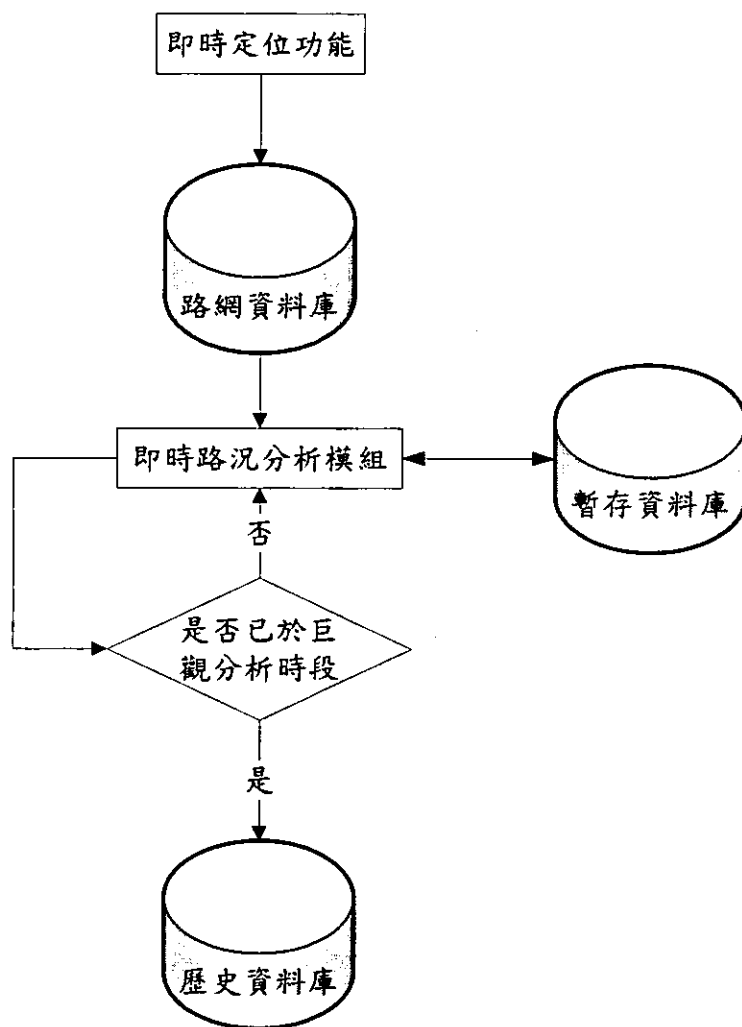 即時定位功能
路網資料庫
即時路況分析模組
暫存資料庫
否
是否已於巨
觀分析時段
是
歷史資料庫